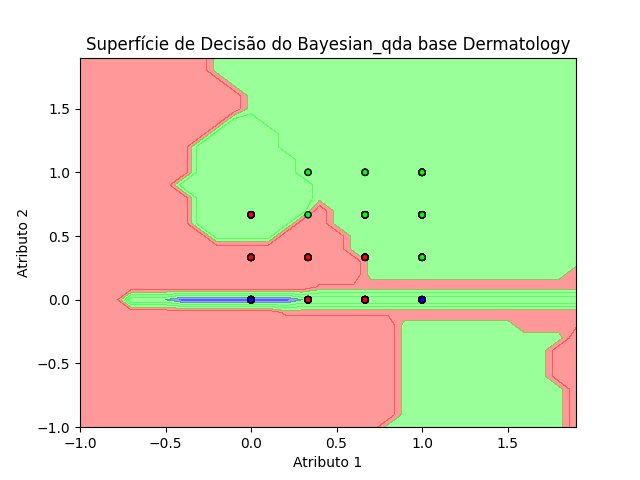 Superfície de Decisão do Bayesian_qda base Dermatology
Atributo 2
1.5
1.0
0.5
0.0
−0.5
−1.0
−1.0 −0.5 0.0 0.5 1.0 1.5
Atributo 1